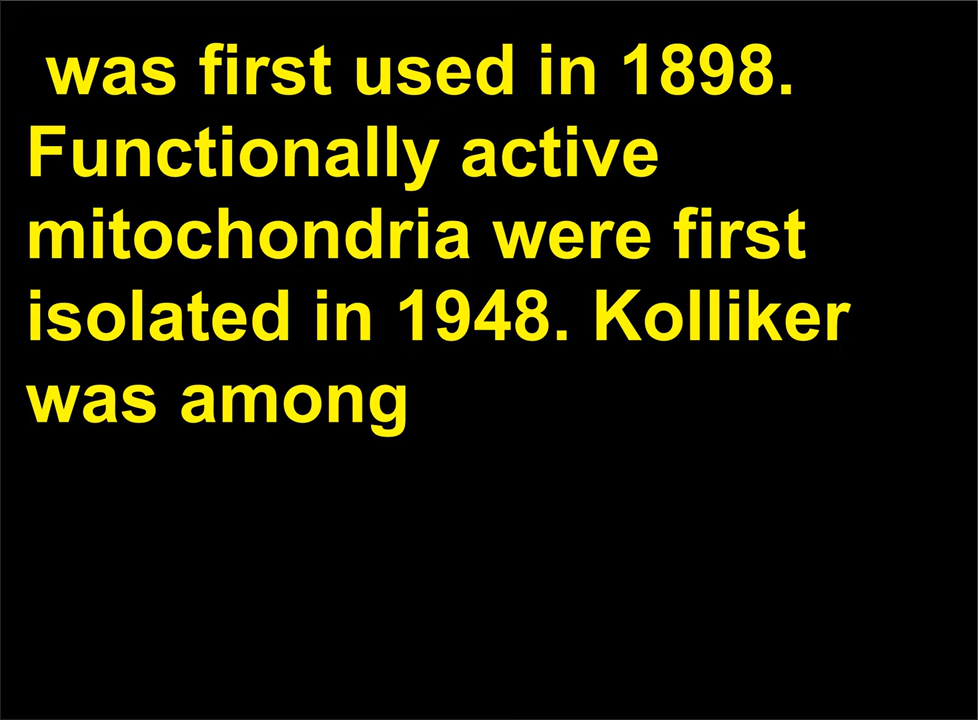 was first used in 1898.
Functionally active
mitochondria were first
isolated in 1948. Kolliker
was among